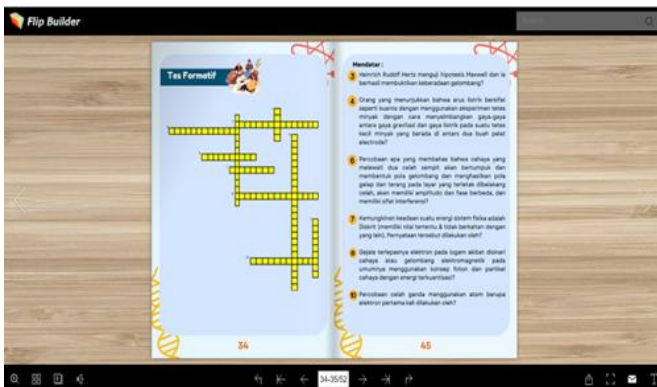 Flip Builder
Search
Tes Formatif
34
Mendatar :
3 Heinrich Rudolf Hertz menguji hipotesis Maxwell dan ia
berhasil membuktikan keberadaan gelombang?
4 Orang yang menunjukkan bahwa arus listrik bersifat
seperti kuanta dengan menggunakan eksperimen tetes
minyak dengan cara menyeimbangkan gaya-gaya
antara gaya gravitasi dan gaya listrik pada suatu tetes
kecil minyak yang berada di antara dua buah pelat
electrode?
6 Percobaan apa yang membahas bahwa cahaya yang
melewati dua celah sempit akan bertumpuk dan
membentuk pola gelombang dan menghasilkan pola
gelap dan terang pada layar yang terletak dibelakang
celah, akan memiliki amplitudo dan fase berbeda, dan
memiliki sifat interferensi?
7 Kemungkinan keadaan suatu energi sistem fisika adalah
Diskrit (memiliki nilai tertentu & tidak berkaitan dengan
yang lain). Pernyataan tersebut dilakukan oleh?
Gejala terlepasnya elektron pada logam akibat disinari
cahaya atau gelombang elektromagnetik pada
umumnya menggunakan konsep foton dan partikel
cahaya dengan energi terkuantisasi?
10 Percobaan celah ganda menggunakan atom berupa
elektron pertama kali dilakukan oleh?
45
34-35/52